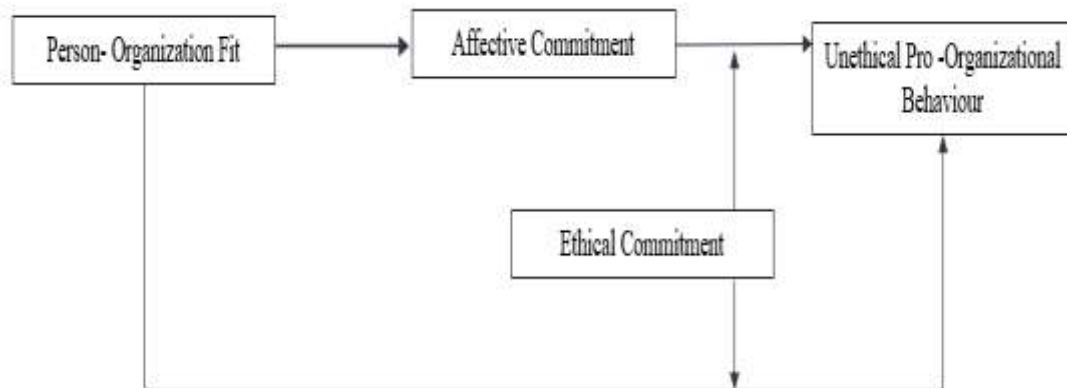 Person- Organization Fit
Affective Commitment
Unethical Pro -Organizational
Behaviour
Ethical Commitment